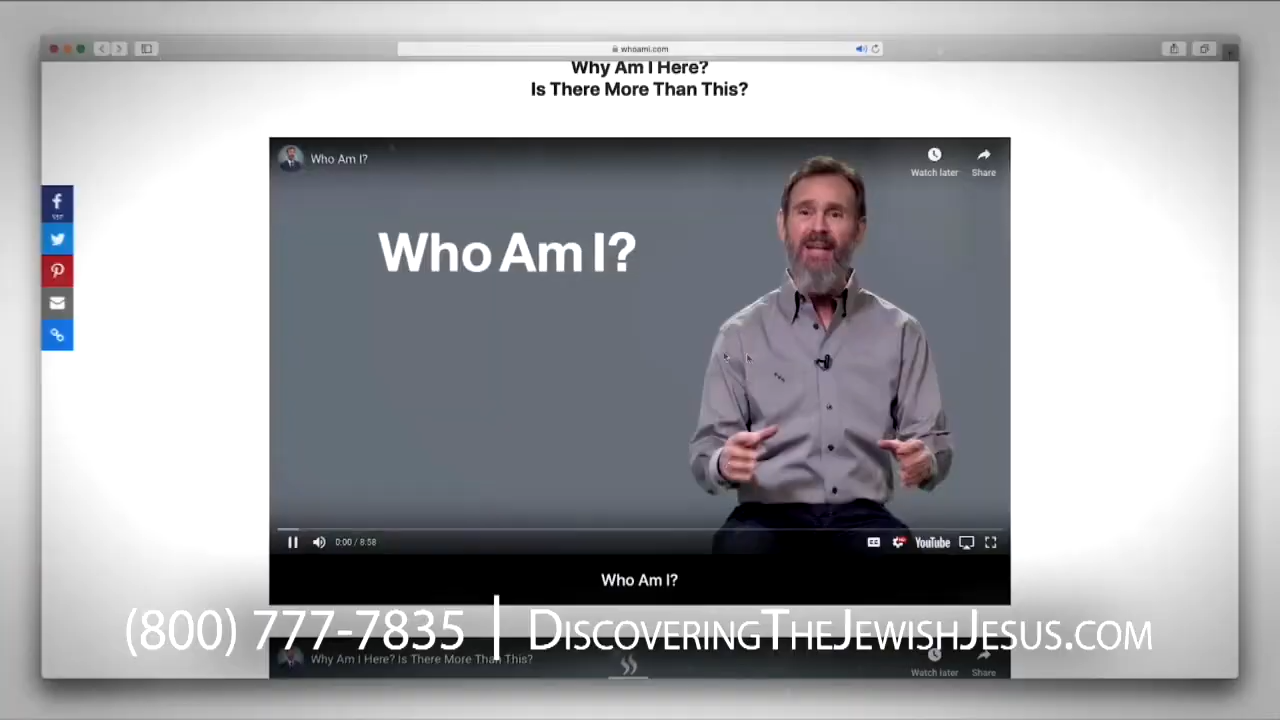 whoami.com
Why Am I Here?
Is There More Than This?
Who Am I?
Watch later
Share
Who Am I?
0:00 / 8:58
CC
YouTube
Who Am I?
(800) 777-7835 | DISCOVERINGTHEJEWISHJESUS.COM
Why Am I Here? Is There More Than This?
Watch later
Share